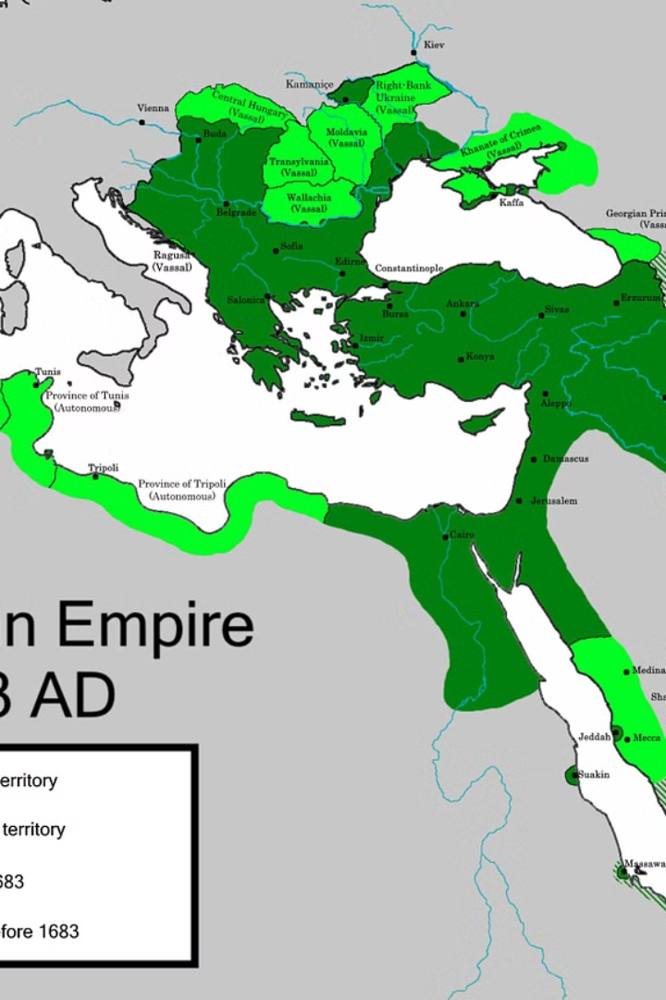 Kiev
Kamaniçe
Right-Bank
Ukraine
(Vassal)
Central Hungary
(Vassal)
Vienna
Buda
Moldavia
(Vassal)
Khanate of Crimea
(Vassal)
Transylvania
(Vassal)
Wallachia
(Vassal)
Kaffa
Belgrade
Georgian Pri
(Vass
Sofia
Ragusa
(Vassal)
Edirne
Constantinople
Salonica
Bursa
Ankara
Sivas
Erzurum
Izmir
Konya
Tunis
Province of Tunis
(Autonomous)
Aleppo
Damascus
Tripoli
Province of Tripoli
(Autonomous)
Jerusalem
Cairo
n Empire
3 AD
Medina
Sha
Jeddah
Mecca
Suakin
Massawa
erritory
territory
683
efore 1683